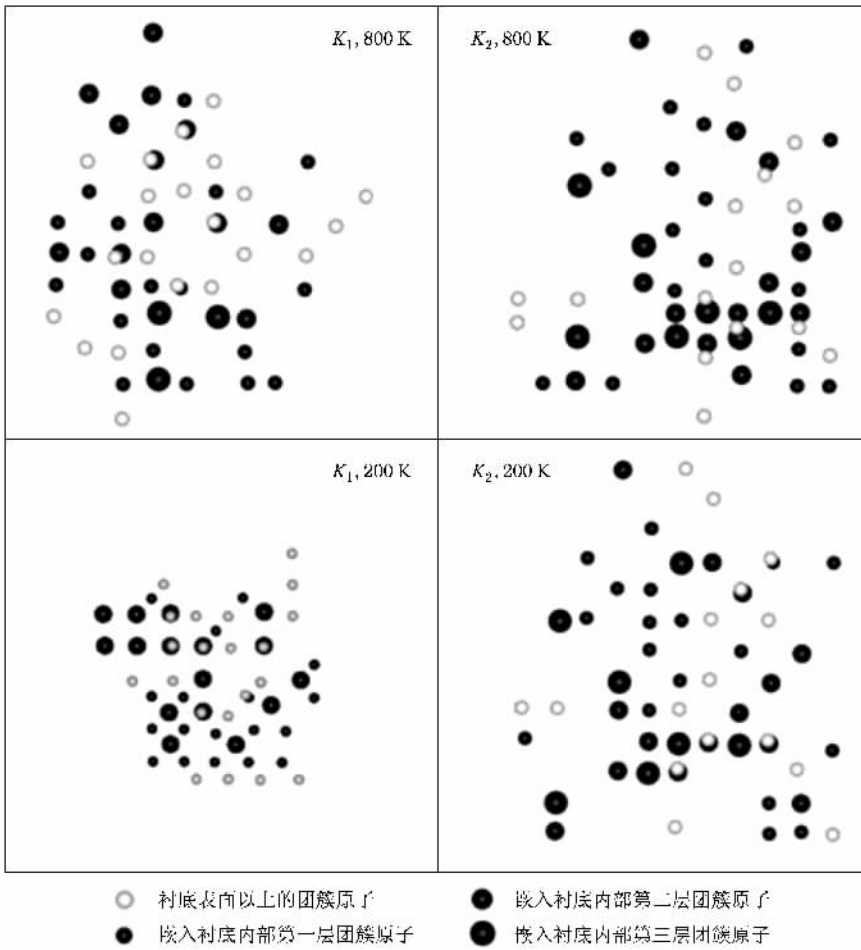 K₁, 800 K
K₂, 800 K
K₁, 200 K
K₂, 200 K
衬底表面以上的团簇原子
嵌入衬底内部第二层团簇原子
嵌入衬底内部第一层团簇原子
嵌入衬底内部第三层团簇原子